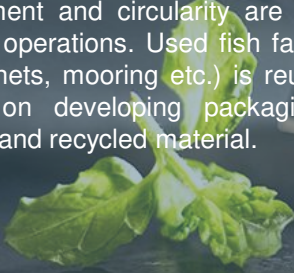 ment and circularity are
operations. Used fish fa
nets, mooring etc.) is reu
on developing packagi
and recycled material.